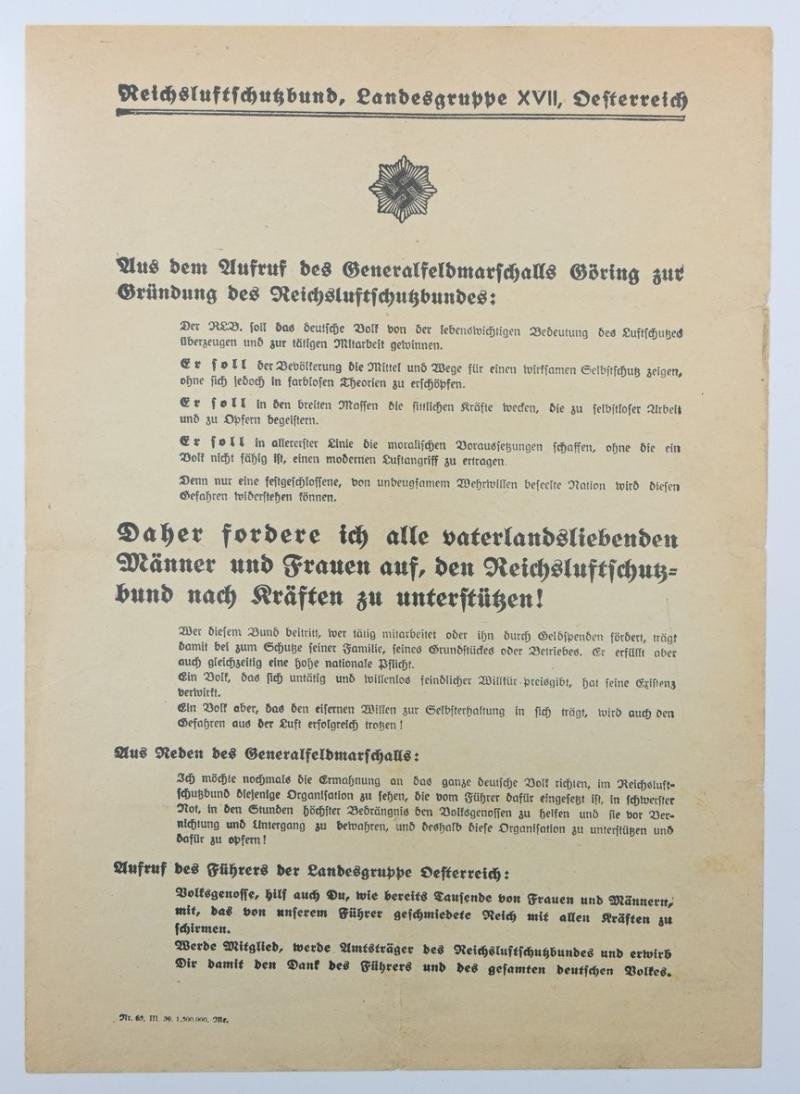 Reichsluftschutzbund, Landesgruppe XVII, Oesterreich
Aus dem Aufruf des Generalfeldmarschalls Göring zur
Gründung des Reichsluftschutzbundes:
Der RLB. soll das deutsche Volk von der lebenswichtigen Bedeutung des Luftschutzes
überzeugen und zur tätigen Mitarbeit gewinnen.
Er soll der Bevölkerung die Mittel und Wege für einen wirksamen Selbstschutz zeigen,
ohne sich jedoch in farblosen Theorien zu erschöpfen.
Er soll in den breiten Massen die sittlichen Kräfte wecken, die zu selbstloser Arbeit
und zu Opfern begeistern.
Er soll in allererster Linie die moralischen Voraussetzungen schaffen, ohne die ein
Volk nicht fähig ist, einen modernen Luftangriff zu ertragen.
Denn nur eine festgeschlossene, von unbeugsamem Wehrwillen beseelte Nation wird diesen
Gefahren widerstehen können.
Daher fordere ich alle vaterlandsliebenden
Männer und Frauen auf, den Reichsluftschutz-
bund nach Kräften zu unterstützen!
Wer diesem Bund beitritt, wer tätig mitarbeitet oder ihn durch Geldspenden fördert, trägt
damit bei zum Schutze seiner Familie, seines Grundstückes oder Betriebes. Er erfüllt aber
auch gleichzeitig eine hohe nationale Pflicht.
Ein Volk, das sich untätig und willenlos feindlicher Willkür preisgibt, hat seine Existenz
verwirkt.
Ein Volk aber, das den eisernen Willen zur Selbsterhaltung in sich trägt, wird auch den
Gefahren aus der Luft erfolgreich trotzen!
Aus Reden des Generalfeldmarschalls:
Ich möchte nochmals die Ermahnung an das ganze deutsche Volk richten, im Reichsluft-
schutzbund diejenige Organisation zu sehen, die vom Führer dafür eingesetzt ist, in schwerster
Not, in den Stunden höchster Bedrängnis den Volksgenossen zu helfen und sie vor Ver-
nichtung und Untergang zu bewahren, und deshalb diese Organisation zu unterstützen und
dafür zu opfern!
Aufruf des Führers der Landesgruppe Oesterreich:
Volksgenosse, hilf auch Du, wie bereits Tausende von Frauen und Männern,
mit, das von unserem Führer geschmiedete Reich mit allen Kräften zu
schirmen.
Werde Mitglied, werde Amtsträger des Reichsluftschutzbundes und erwirb
Dir damit den Dank des Führers und des gesamten deutschen Volkes.
Nr. 65, III. 39. 1,500.000, Me.